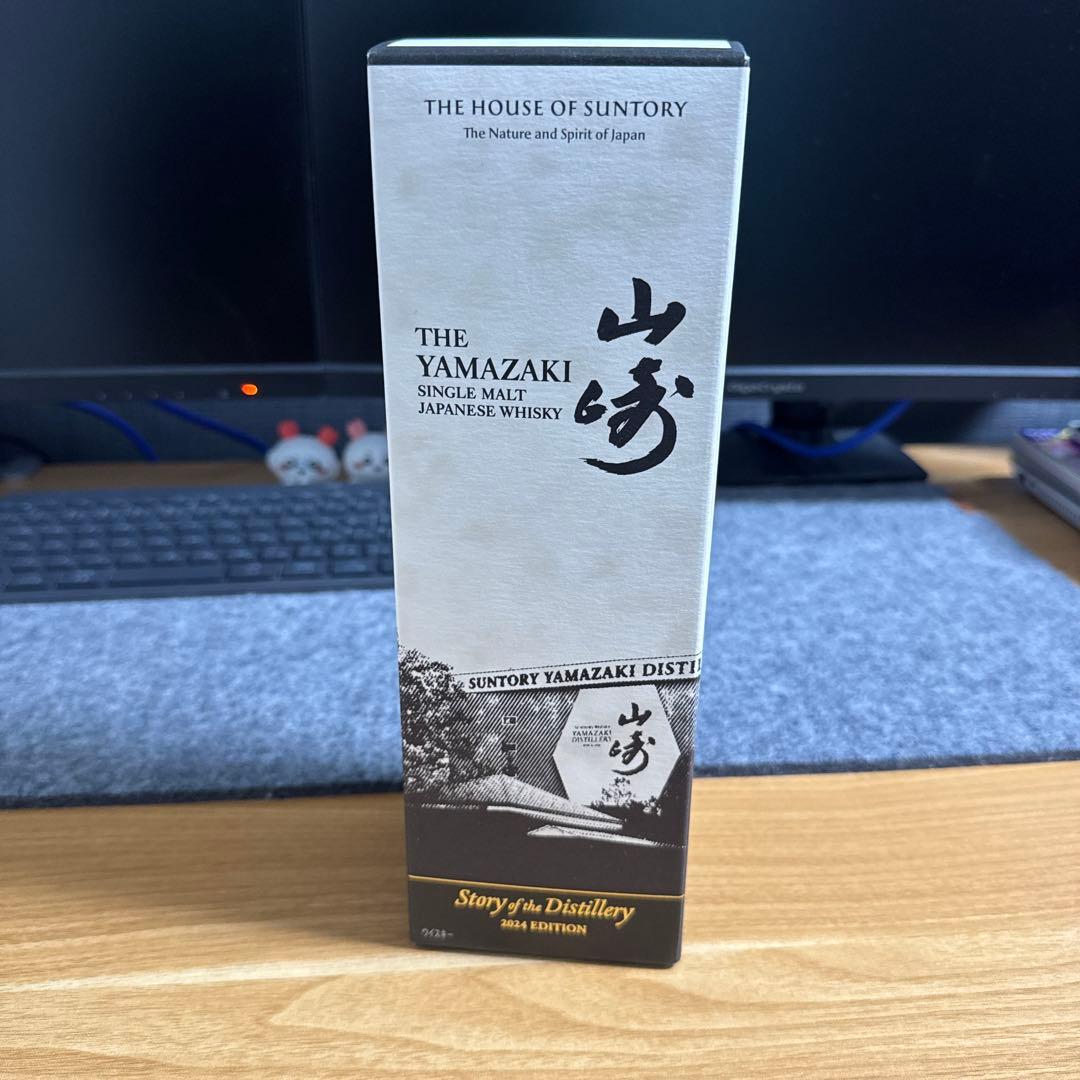 THE HOUSE OF SUNTORY
The Nature and Spirit of Japan
THE
YAMAZAKI
SINGLE MALT
JAPANESE WHISKY
山崎
SUNTORY YAMAZAKI DISTI
YAMAZAKI
DISTILLERY
山崎
Story of the Distillery
2024 EDITION
ウイスキー